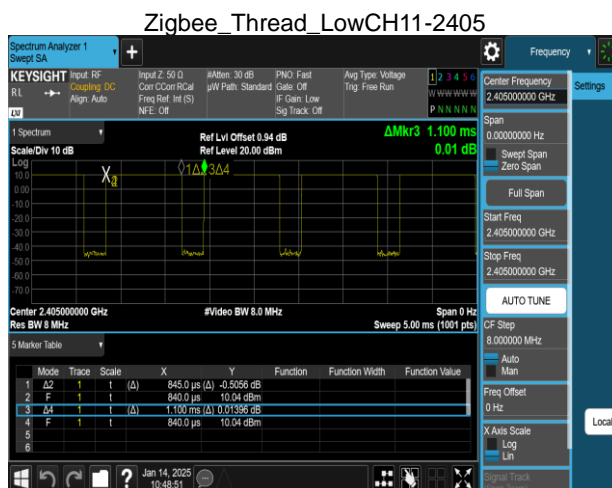 Zigbee_Thread_LowCH11-2405
Spectrum Analyzer 1
Swept SA
Frequency
KEYSIGHT
RL
Input: RF
Coupling: DC
Align: Auto
Input Z: 50 Ω
Corr CCorr RCal
Freq Ref: Int (S)
NFE: Off
#Atten: 30 dB
µW Path: Standard
PNO: Fast
Gate: Off
IF Gain: Low
Sig Track: Off
Avg Type: Voltage
Trig: Free Run
1 2 3 4 5 6
W W W W W W
P N N N N N
Settings
Center Frequency
2.405000000 GHz
Span
0.00000000 Hz
Swept Span
Zero Span
Full Span
Start Freq
2.405000000 GHz
Stop Freq
2.405000000 GHz
AUTO TUNE
CF Step
8.000000 MHz
Auto
Man
Freq Offset
0 Hz
X Axis Scale
Log
Lin
Signal Track
Local
1 Spectrum
Scale/Div 10 dB
Ref Lvl Offset 0.94 dB
Ref Level 20.00 dBm
ΔMkr3 1.100 ms
0.01 dB
Log
10.0
0.00
-10.0
-20.0
-30.0
-40.0
-50.0
-60.0
-70.0
Center 2.405000000 GHz
Res BW 8 MHz
#Video BW 8.0 MHz
Span 0 Hz
Sweep 5.00 ms (1001 pts)
5 Marker Table
Mode Trace Scale X Y Function Function Width Function Value
1 Δ2 1 t (Δ) 845.0 µs (Δ) -0.5056 dB
2 F 1 t 840.0 µs 10.04 dBm
3 Δ4 1 t (Δ) 1.100 ms (Δ) 0.01396 dB
4 F 1 t 840.0 µs 10.04 dBm
5
6
Jan 14, 2025
10:48:51